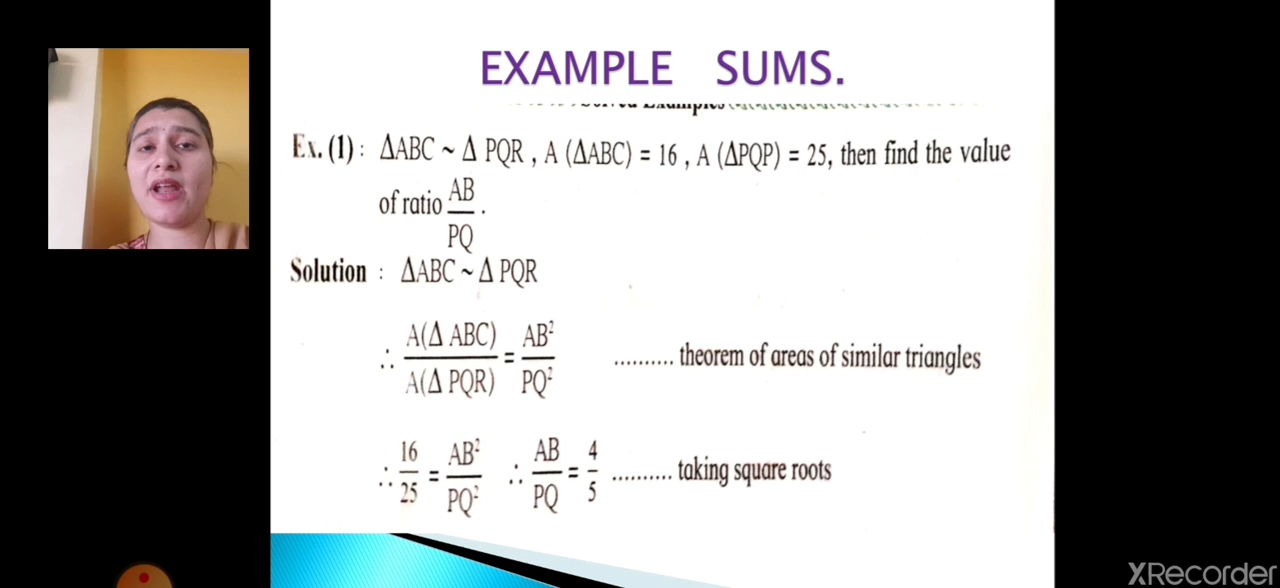 EXAMPLE SUMS.
Solved Examples
Ex. (1) : ΔABC ~ Δ PQR , A (ΔABC) = 16 , A (ΔPQP) = 25, then find the value
of ratio AB/PQ .
Solution : ΔABC ~ Δ PQR
∴ A(Δ ABC)/A(Δ PQR) = AB²/PQ² .......... theorem of areas of similar triangles
∴ 16/25 = AB²/PQ² ∴ AB/PQ = 4/5 .......... taking square roots
XRecorder